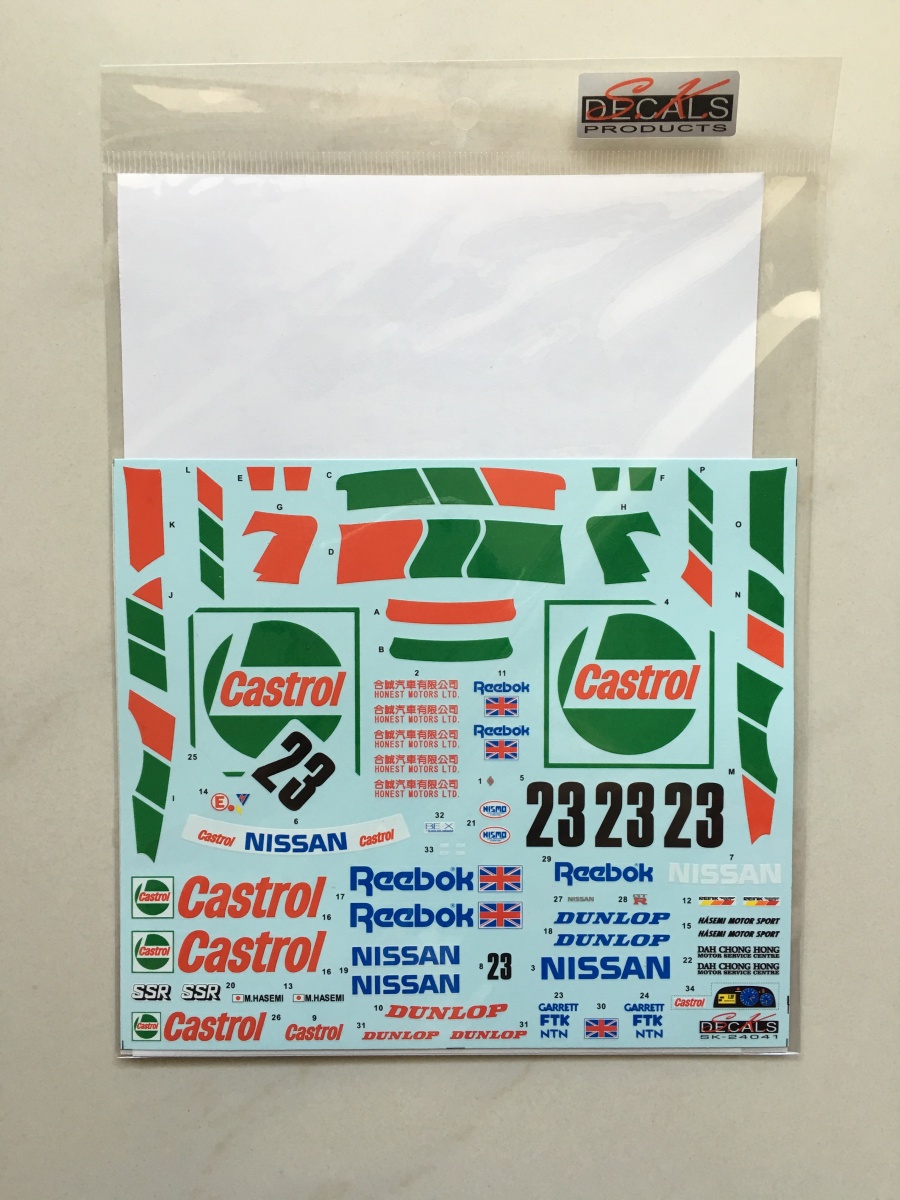 S.K
DECALS
PRODUCTS
L
E
C
F
P
K
G
H
O
D
J
A
4
N
B
Castrol
Castrol
2
11
合誠汽車有限公司
HONEST MOTORS LTD.
Reebok
合誠汽車有限公司
HONEST MOTORS LTD.
合誠汽車有限公司
HONEST MOTORS LTD.
Reebok
合誠汽車有限公司
HONEST MOTORS LTD.
合誠汽車有限公司
HONEST MOTORS LTD.
25
23
M
1
5
14
E
I
6
21
NISMO
NISMO
23 23 23
32
33
Castrol NISSAN Castrol
7
29
Reebok
NISSAN
Castrol
Castrol
16
17
Reebok
Reebok
27 NISSAN
28 GT R
12
18
DUNLOP
DUNLOP
15
HASEMI MOTOR SPORT
HASEMI MOTOR SPORT
Castrol
Castrol
16
19
NISSAN
NISSAN
8
23
3
NISSAN
22
DAH CHONG HONG
MOTOR SERVICE CENTRE
DAH CHONG HONG
MOTOR SERVICE CENTRE
SSR SSR
20
M.HASEMI
13
M.HASEMI
Castrol
Castrol
26
9
Castrol
10
DUNLOP
31
DUNLOP
DUNLOP
31
23
GARRETT
FTK
NTN
30
24
GARRETT
FTK
NTN
34
Castrol
S.K
DECALS
SK-24041